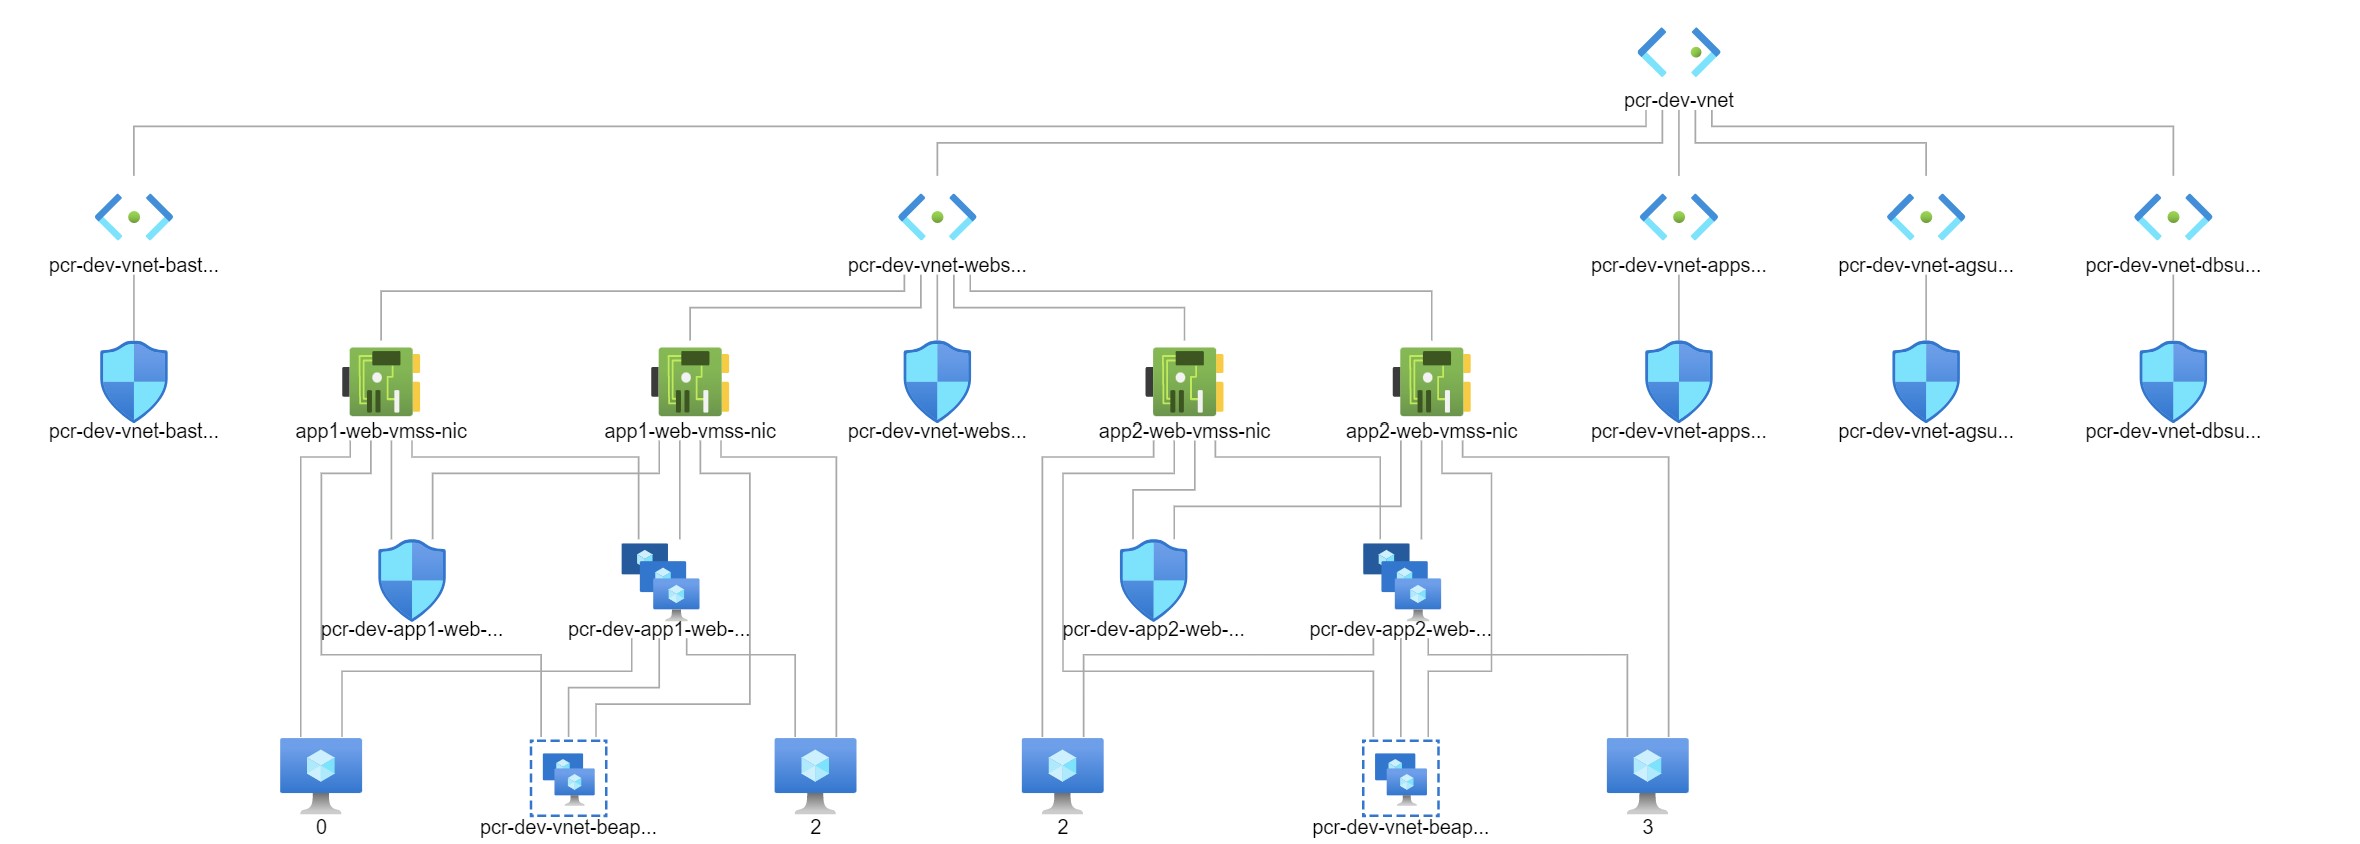 pcr-dev-vnet
pcr-dev-vnet-bast...
pcr-dev-vnet-webs...
pcr-dev-vnet-apps...
pcr-dev-vnet-agsu...
pcr-dev-vnet-dbsu...
pcr-dev-vnet-bast...
app1-web-vmss-nic
app1-web-vmss-nic
pcr-dev-vnet-webs...
app2-web-vmss-nic
app2-web-vmss-nic
pcr-dev-vnet-apps...
pcr-dev-vnet-agsu...
pcr-dev-vnet-dbsu...
pcr-dev-app1-web-...
pcr-dev-app1-web-...
pcr-dev-app2-web-...
pcr-dev-app2-web-...
0
pcr-dev-vnet-beap...
2
2
pcr-dev-vnet-beap...
3